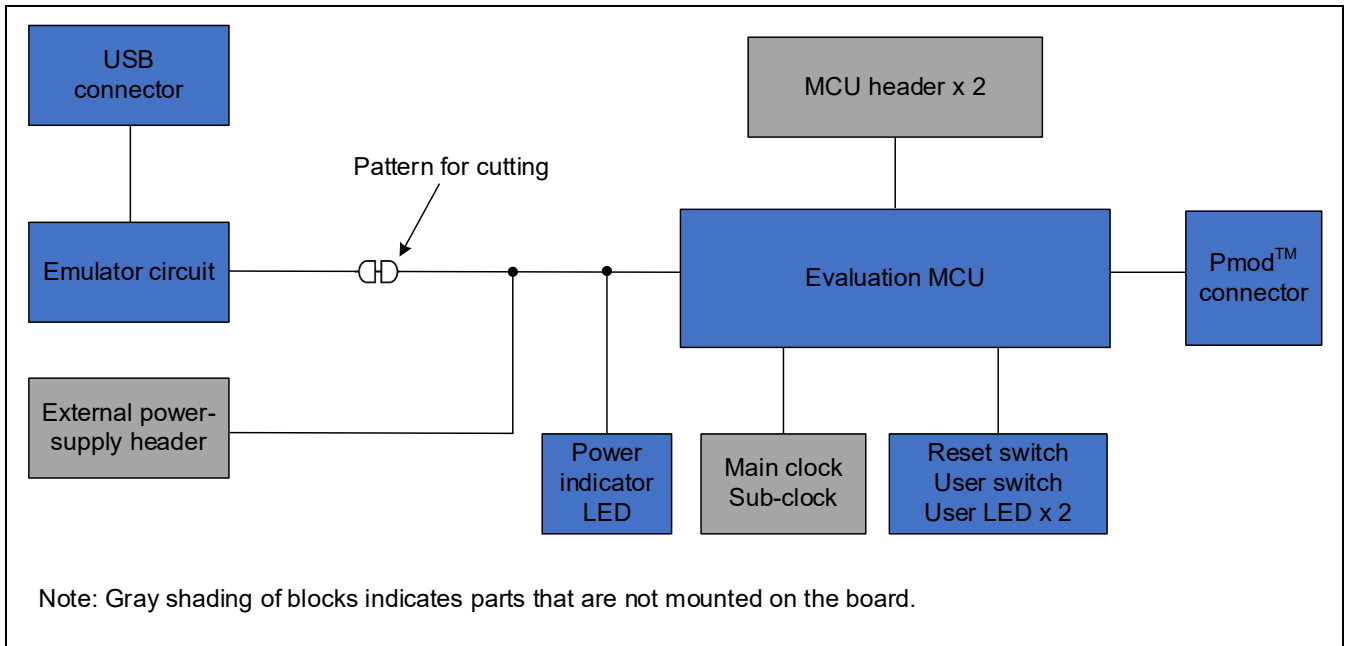 USB
connector
MCU header x 2
Pattern for cutting
Emulator circuit
Evaluation MCU
Pmod™
connector
External power-
supply header
Power
indicator
LED
Main clock
Sub-clock
Reset switch
User switch
User LED x 2
Note: Gray shading of blocks indicates parts that are not mounted on the board.